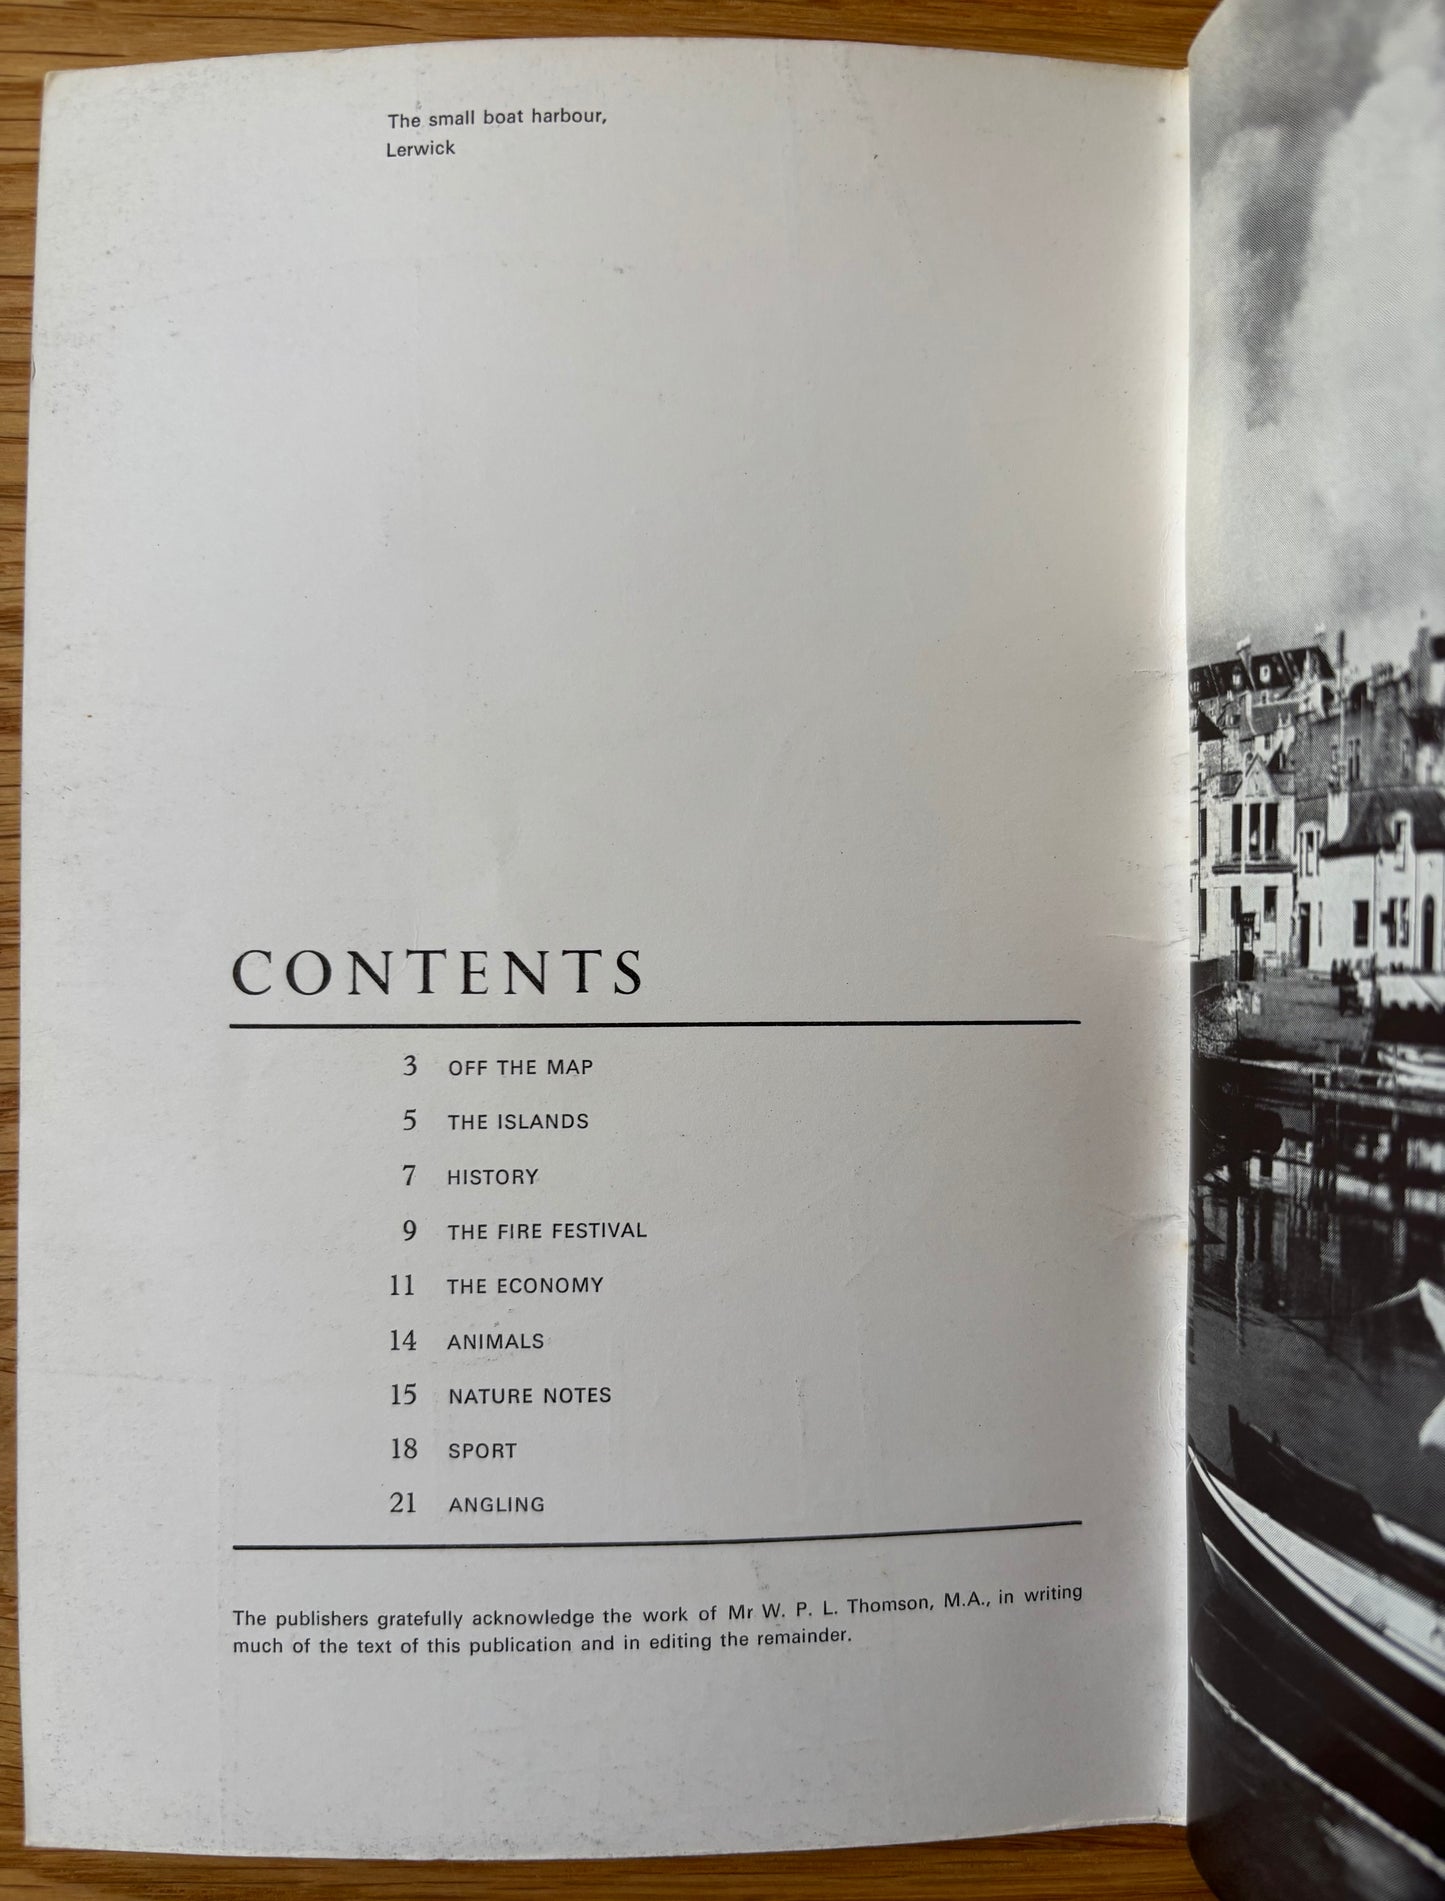 The small boat harbour,
Lerwick
CONTENTS
3 OFF THE MAP
5 THE ISLANDS
7 HISTORY
9 THE FIRE FESTIVAL
11 THE ECONOMY
14 ANIMALS
15 NATURE NOTES
18 SPORT
21 ANGLING
The publishers gratefully acknowledge the work of Mr W. P. L. Thomson, M.A., in writing
much of the text of this publication and in editing the remainder.